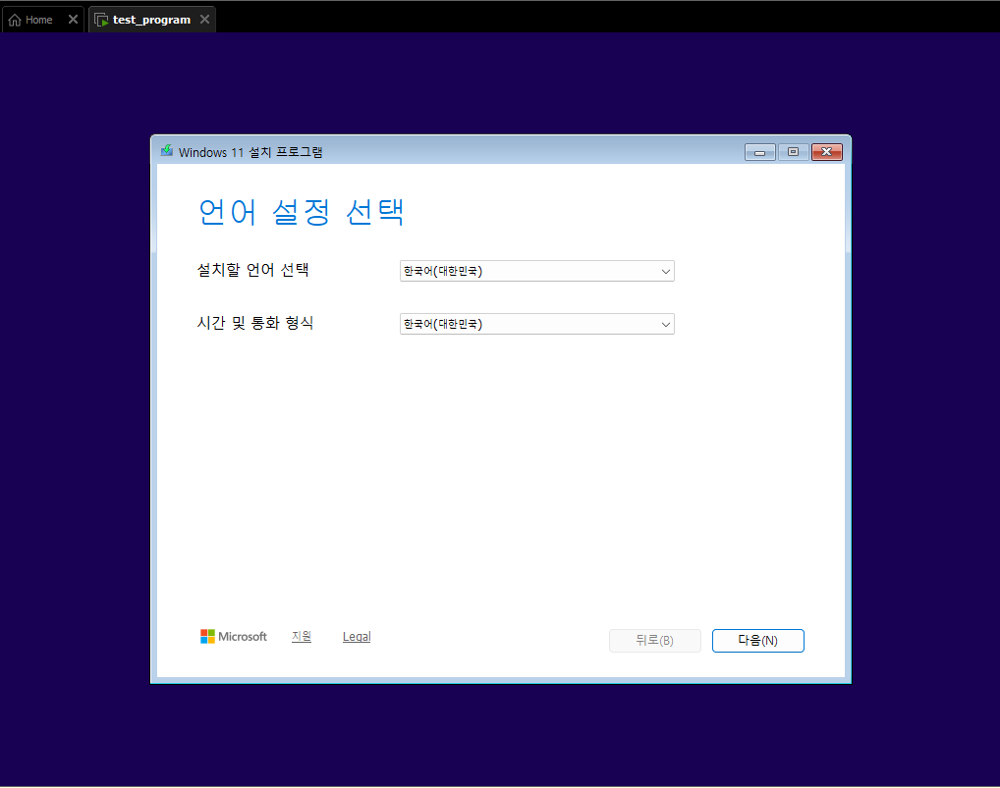 Home
test_program
Windows 11 설치 프로그램
언어 설정 선택
설치할 언어 선택
한국어(대한민국)
시간 및 통화 형식
한국어(대한민국)
Microsoft 지원 Legal
뒤로(B) 다음(N)